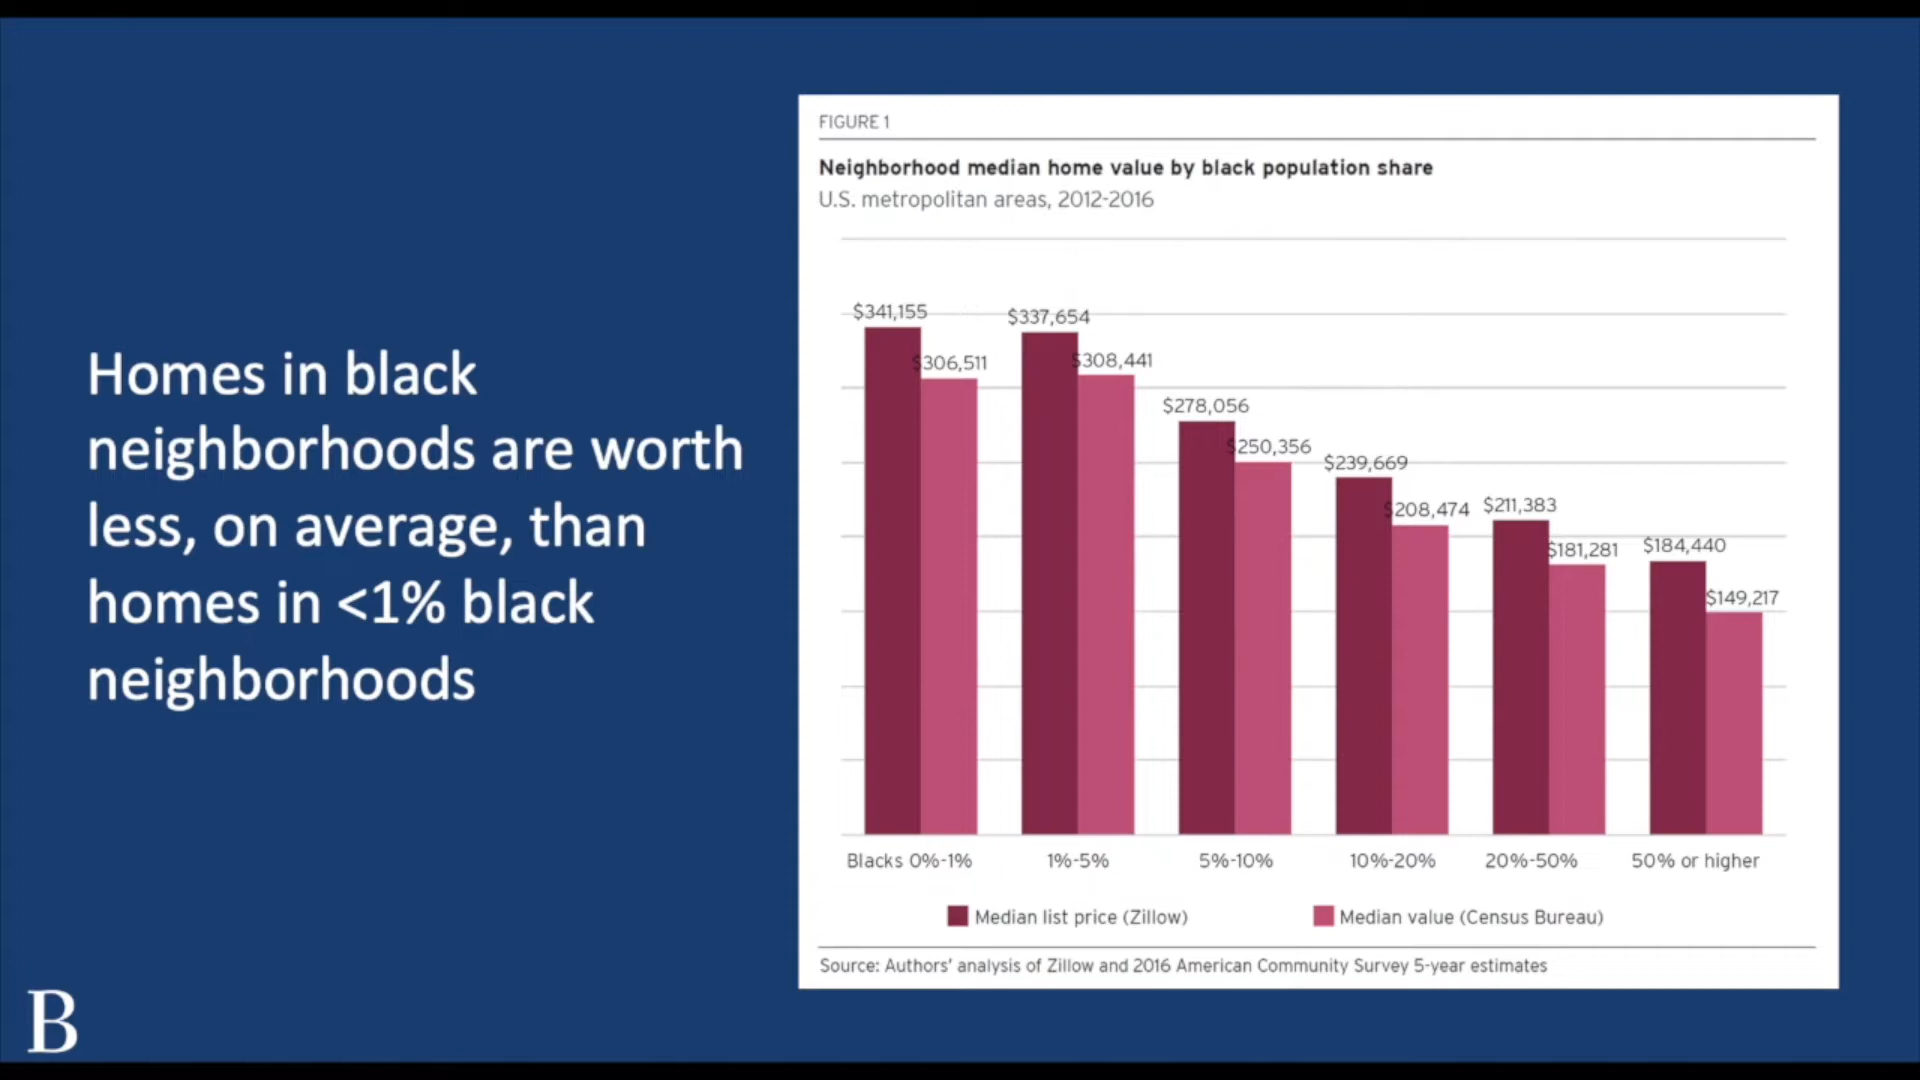 Homes in black
neighborhoods are worth
less, on average, than
homes in <1% black
neighborhoods
B
FIGURE 1
Neighborhood median home value by black population share
U.S. metropolitan areas, 2012-2016
$341,155
$306,511
$337,654
$308,441
$278,056
$250,356
$239,669
$208,474
$211,383
$181,281
$184,440
$149,217
Blacks 0%-1% 1%-5% 5%-10% 10%-20% 20%-50% 50% or higher
Median list price (Zillow) Median value (Census Bureau)
Source: Authors' analysis of Zillow and 2016 American Community Survey 5-year estimates